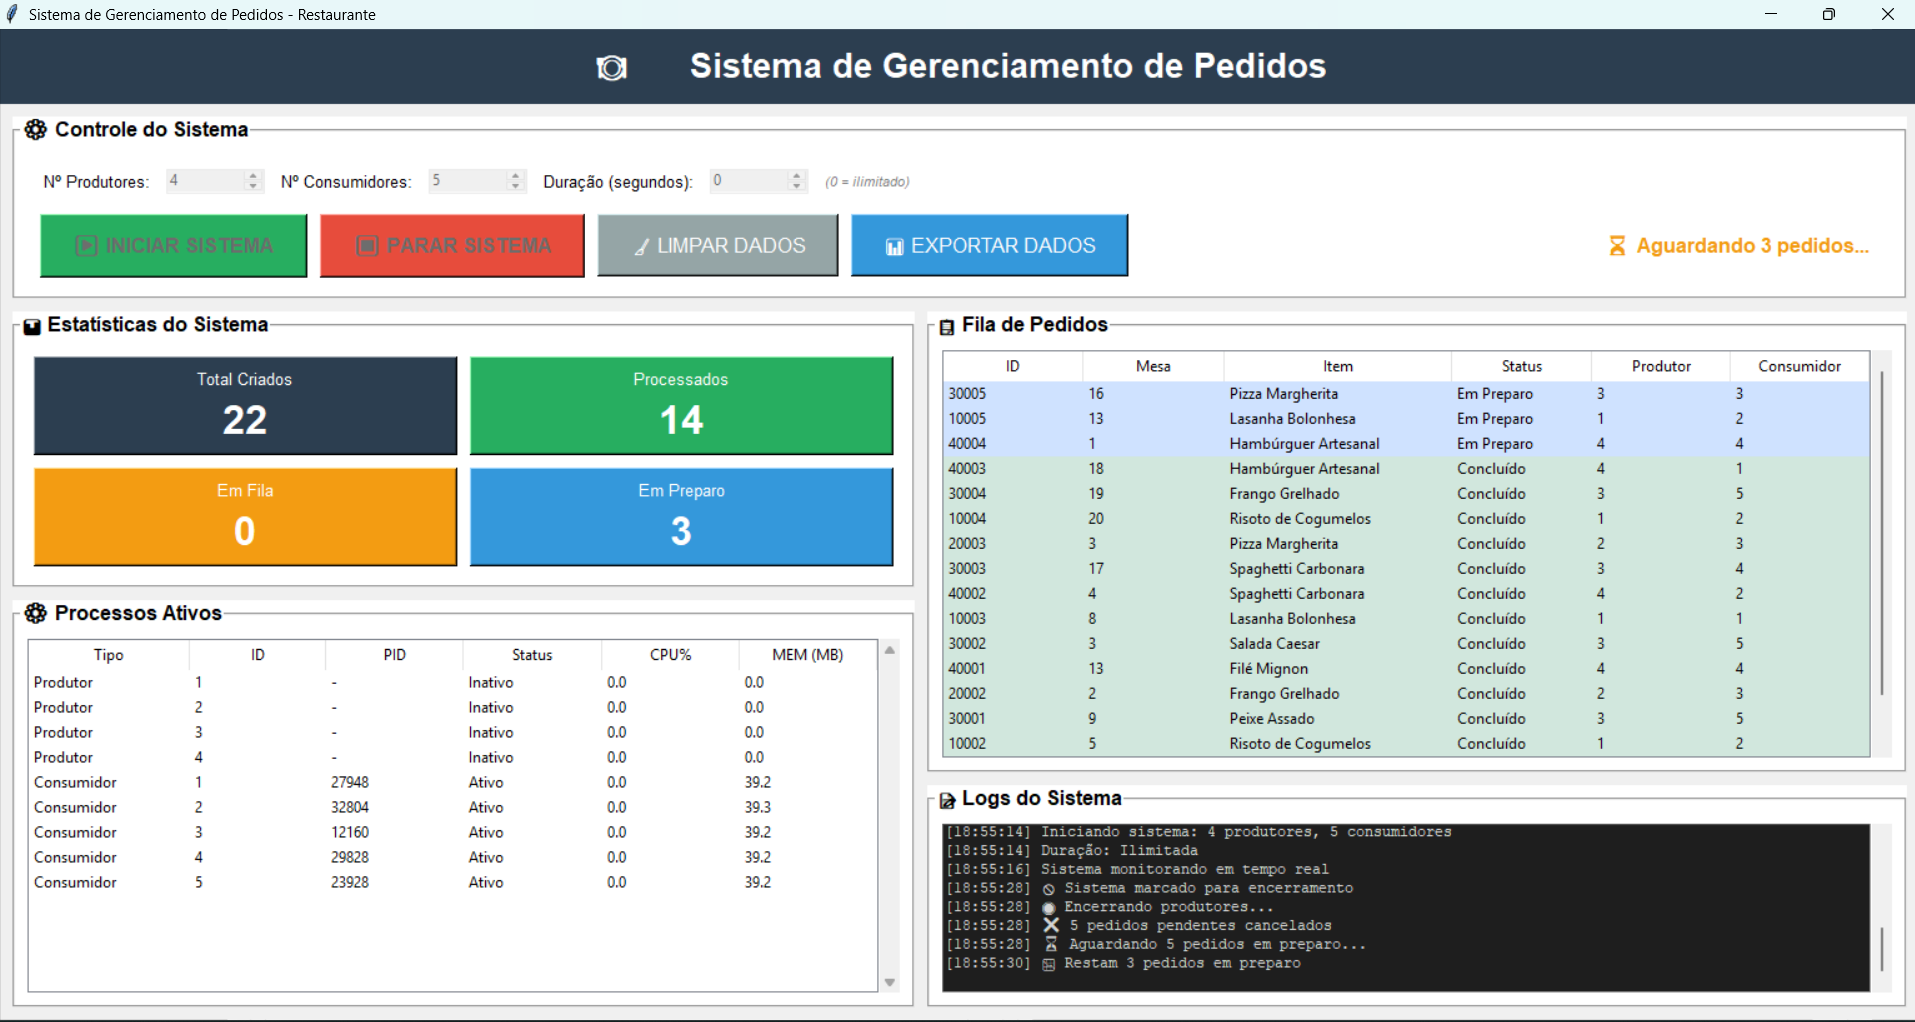 Sistema de Gerenciamento de Pedidos - Restaurante
Sistema de Gerenciamento de Pedidos
Controle do Sistema
Nº Produtores: 4 Nº Consumidores: 5 Duração (segundos): 0 (0 = ilimitado)
INICIAR SISTEMA PARAR SISTEMA LIMPAR DADOS EXPORTAR DADOS Aguardando 3 pedidos...
Estatísticas do Sistema
Total Criados
22
Processados
14
Em Fila
0
Em Preparo
3
Processos Ativos
Tipo ID PID Status CPU% MEM (MB)
Produtor 1 - Inativo 0.0 0.0
Produtor 2 - Inativo 0.0 0.0
Produtor 3 - Inativo 0.0 0.0
Produtor 4 - Inativo 0.0 0.0
Consumidor 1 27948 Ativo 0.0 39.2
Consumidor 2 32804 Ativo 0.0 39.3
Consumidor 3 12160 Ativo 0.0 39.2
Consumidor 4 29828 Ativo 0.0 39.2
Consumidor 5 23928 Ativo 0.0 39.2
Fila de Pedidos
ID Mesa Item Status Produtor Consumidor
30005 16 Pizza Margherita Em Preparo 3 3
10005 13 Lasanha Bolonhesa Em Preparo 1 2
40004 1 Hambúrguer Artesanal Em Preparo 4 4
40003 18 Hambúrguer Artesanal Concluído 4 1
30004 19 Frango Grelhado Concluído 3 5
10004 20 Risoto de Cogumelos Concluído 1 2
20003 3 Pizza Margherita Concluído 2 3
30003 17 Spaghetti Carbonara Concluído 3 4
40002 4 Spaghetti Carbonara Concluído 4 2
10003 8 Lasanha Bolonhesa Concluído 1 1
30002 3 Salada Caesar Concluído 3 5
40001 13 Filé Mignon Concluído 4 4
20002 2 Frango Grelhado Concluído 2 3
30001 9 Peixe Assado Concluído 3 5
10002 5 Risoto de Cogumelos Concluído 1 2
Logs do Sistema
[18:55:14] Iniciando sistema: 4 produtores, 5 consumidores
[18:55:14] Duração: Ilimitada
[18:55:16] Sistema monitorando em tempo real
[18:55:28] Sistema marcado para encerramento
[18:55:28] Encerrando produtores...
[18:55:28] 5 pedidos pendentes cancelados
[18:55:28] Aguardando 5 pedidos em preparo...
[18:55:30] Restam 3 pedidos em preparo